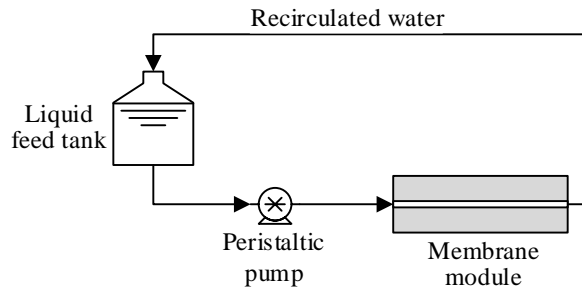 Recirculated water
Liquid
feed tank
Peristaltic
pump
Membrane
module